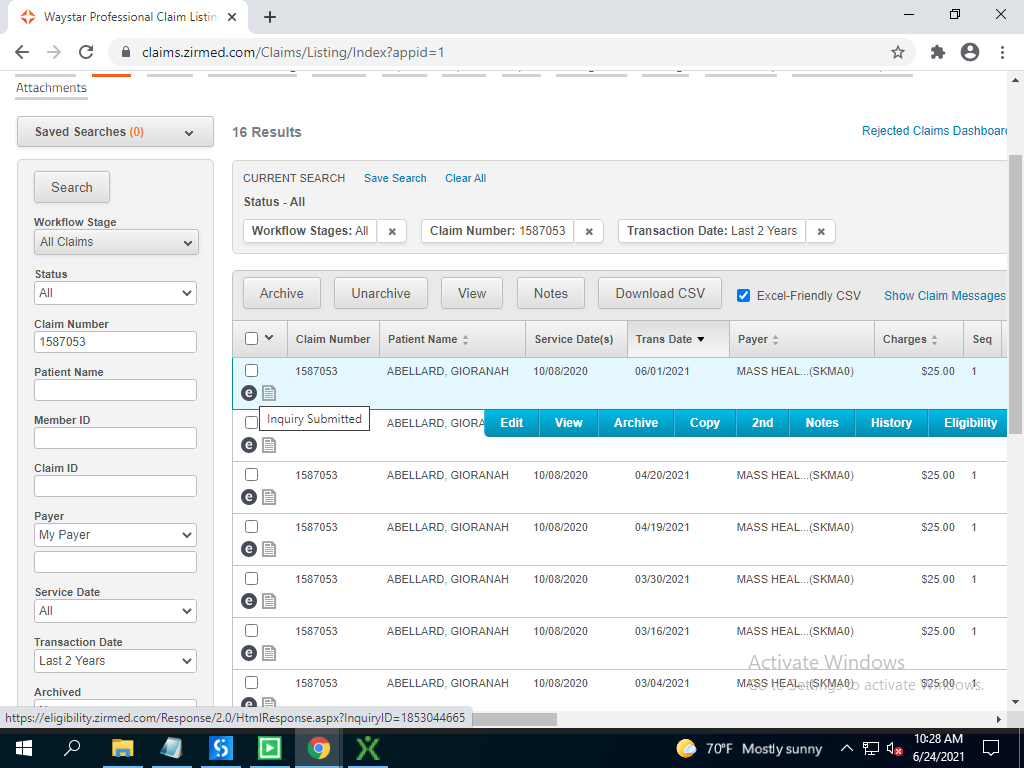 Waystar Professional Claim Listin
claims.zirmed.com/Claims/Listing/Index?appid=1
Attachments
Saved Searches (0)
16 Results
Rejected Claims Dashboar
Search
CURRENT SEARCH Save Search Clear All
Status - All
Workflow Stages: All × Claim Number: 1587053 × Transaction Date: Last 2 Years ×
Workflow Stage
All Claims
Status
All
Claim Number
1587053
Patient Name
Member ID
Claim ID
Payer
My Payer
Service Date
All
Transaction Date
Last 2 Years
Archived
Archive Unarchive View Notes Download CSV Excel-Friendly CSV Show Claim Messages
Claim Number Patient Name Service Date(s) Trans Date Payer Charges Seq
1587053 ABELLARD, GIORANAH 10/08/2020 06/01/2021 MASS HEAL...(SKMA0) $25.00 1
e
Inquiry Submitted
ABELLARD, GIORA
Edit View Archive Copy 2nd Notes History Eligibility
e
1587053 ABELLARD, GIORANAH 10/08/2020 04/20/2021 MASS HEAL...(SKMA0) $25.00 1
e
1587053 ABELLARD, GIORANAH 10/08/2020 04/19/2021 MASS HEAL...(SKMA0) $25.00 1
e
1587053 ABELLARD, GIORANAH 10/08/2020 03/30/2021 MASS HEAL...(SKMA0) $25.00 1
e
1587053 ABELLARD, GIORANAH 10/08/2020 03/16/2021 MASS HEAL...(SKMA0) $25.00 1
e
1587053 ABELLARD, GIORANAH 10/08/2020 03/04/2021 MASS HEAL...(SKMA0) $25.00 1
e
Activate Windows
Go to Settings to activate Windows.
https://eligibility.zirmed.com/Response/2.0/HtmlResponse.aspx?InquiryID=1853044665
70°F Mostly sunny
10:28 AM
6/24/2021